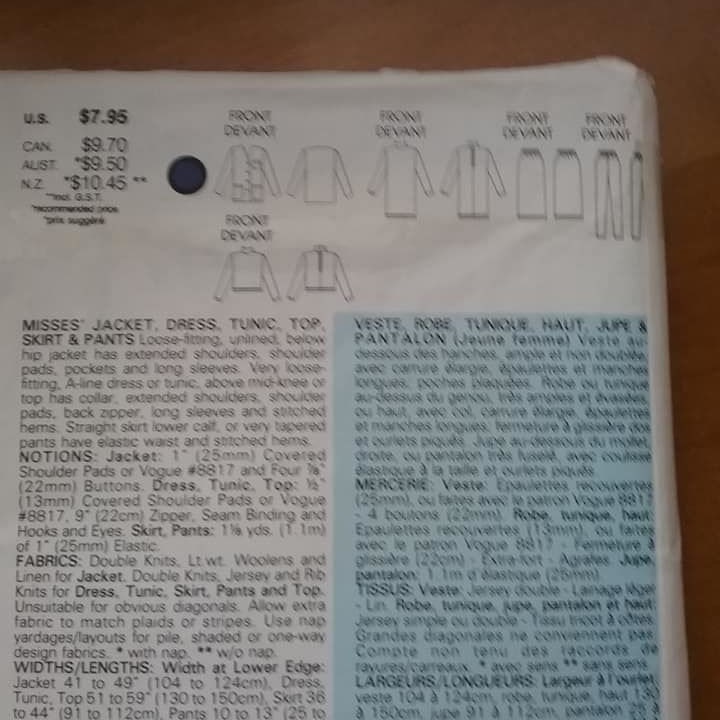 U.S. $7.95
CAN. $9.70
AUST. *$9.50
N.Z. *$10.45 **
**incl. G.S.T.
*recommended price
*prix suggéré
FRONT
DEVANT
FRONT
DEVANT
FRONT
DEVANT
FRONT
DEVANT
FRONT
DEVANT
MISSES' JACKET, DRESS, TUNIC, TOP,
SKIRT & PANTS Loose-fitting, unlined, below
hip jacket has extended shoulders, shoulder
pads, pockets and long sleeves. Very loose-
fitting, A-line dress or tunic, above mid-knee or
top has collar, extended shoulders, shoulder
pads, back zipper, long sleeves and stitched
hems. Straight skirt lower calf, or very tapered
pants have elastic waist and stitched hems.
NOTIONS: Jacket: 1" (25mm) Covered
Shoulder Pads or Vogue #8817 and Four ⅞"
(22mm) Buttons. Dress, Tunic, Top: ½"
(13mm) Covered Shoulder Pads or Vogue
#8817, 9" (22cm) Zipper, Seam Binding and
Hooks and Eyes. Skirt, Pants: 1⅛ yds. (1.1m)
of 1" (25mm) Elastic.
FABRICS: Double Knits, Lt. wt. Woolens and
Linen for Jacket. Double Knits, Jersey and Rib
Knits for Dress, Tunic, Skirt, Pants and Top.
Unsuitable for obvious diagonals. Allow extra
fabric to match plaids or stripes. Use nap
yardages/layouts for pile, shaded or one-way
design fabrics. * with nap. ** w/o nap.
WIDTHS/LENGTHS: Width at Lower Edge:
Jacket 41 to 49" (104 to 124cm), Dress,
Tunic, Top 51 to 59" (130 to 150cm), Skirt 36
to 44" (91 to 112cm), Pants 10 to 13" (25 to
VESTE, ROBE, TUNIQUE, HAUT, JUPE &
PANTALON (Jeune femme) Veste au-
dessous des hanches, ample et non doublée,
avec carrure élargie, épaulettes et manches
longues; poches plaquées. Robe ou tunique
au-dessus du genou, très amples et évasées,
ou haut, avec col, carrure élargie, épaulettes
et manches longues, fermeture à glissière dos
et ourlets piqués. Jupe au-dessous du mollet,
droite, ou pantalon très fuselé, avec coulisse
élastique à la taille et ourlets piqués.
MERCERIE: Veste: Epaulettes recouvertes
(25mm), ou faites avec le patron Vogue 8817
- 4 boutons (22mm). Robe, tunique, haut:
Epaulettes recouvertes (13mm), ou faites
avec le patron Vogue 8817 - Fermeture à
glissière (22cm) - Extra-fort - Agrafes. Jupe,
pantalon: 1.1m d'élastique (25mm).
TISSUS: Veste: Jersey double - Lainage léger
- Lin. Robe, tunique, jupe, pantalon et haut:
Jersey simple ou double - Tissu tricot à côtes.
Grandes diagonales ne conviennent pas.
Compte non tenu des raccords de
rayures/carreaux. * avec sens ** sans sens.
LARGEURS/LONGUEURS: Largeur à l'ourlet:
veste 104 à 124cm, robe, tunique, haut 130
à 150cm, jupe 91 à 112cm, pantalon 25 à